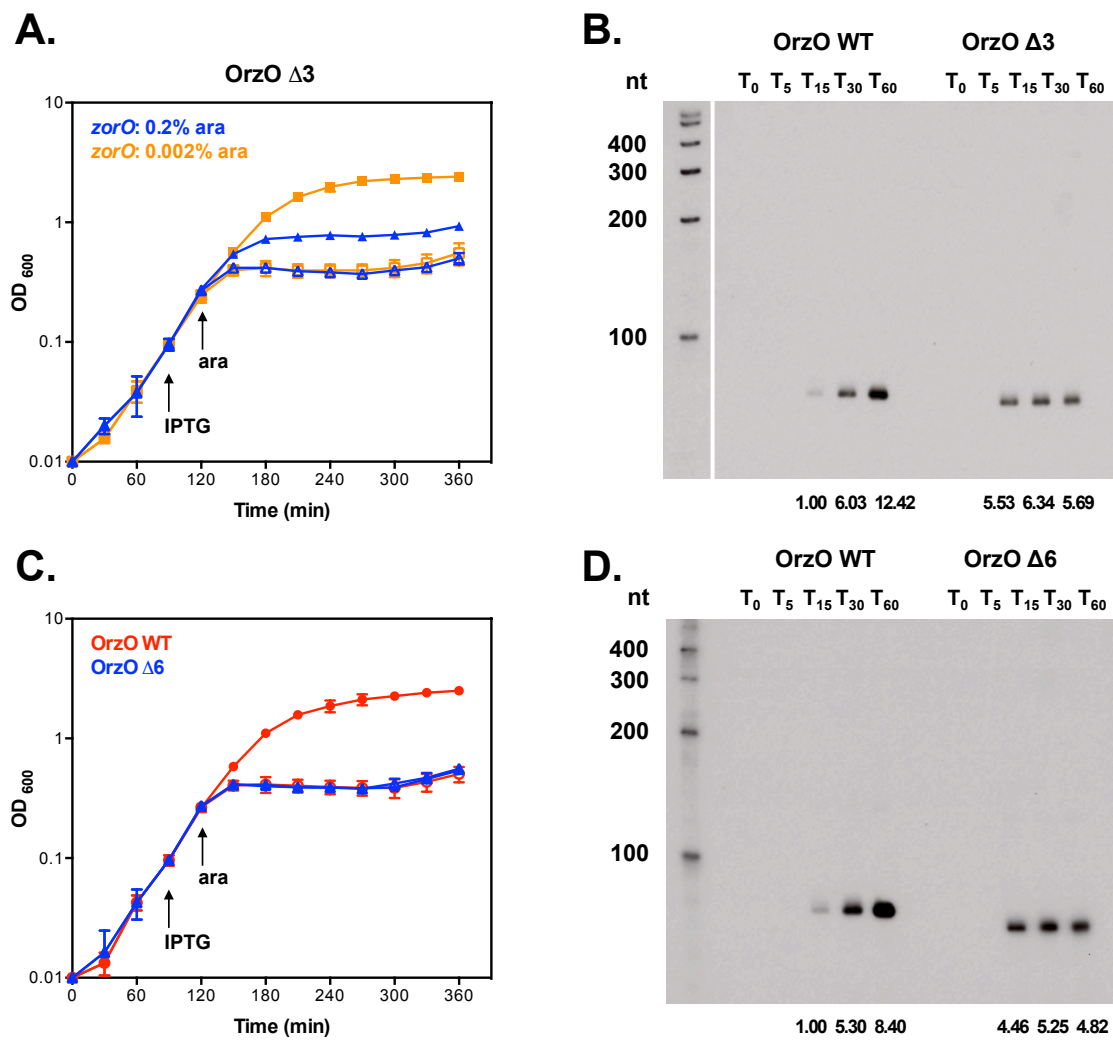 A.
OrzO Δ3
10
1
0.1
0.01
OD 600
zorO: 0.2% ara
zorO: 0.002% ara
ara
IPTG
0 60 120 180 240 300 360
Time (min)
B.
OrzO WT OrzO Δ3
nt T0 T5 T15 T30 T60 T0 T5 T15 T30 T60
400
300
200
100
1.00 6.03 12.42 5.53 6.34 5.69
C.
10
1
0.1
0.01
OD 600
OrzO WT
OrzO Δ6
ara
IPTG
0 60 120 180 240 300 360
Time (min)
D.
OrzO WT OrzO Δ6
nt T0 T5 T15 T30 T60 T0 T5 T15 T30 T60
400
300
200
100
1.00 5.30 8.40 4.46 5.25 4.82